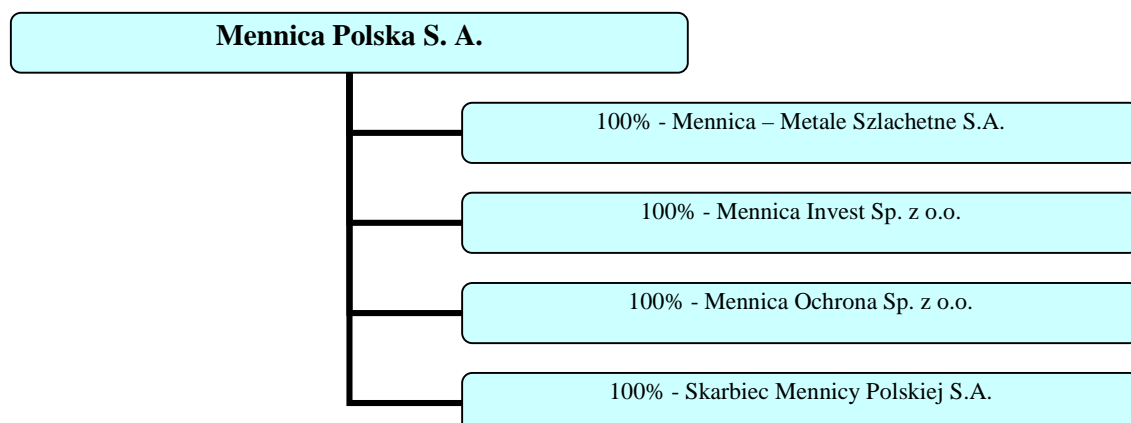 Mennica Polska S. A.
100% - Mennica – Metale Szlachetne S.A.
100% - Mennica Invest Sp. z o.o.
100% - Mennica Ochrona Sp. z o.o.
100% - Skarbiec Mennicy Polskiej S.A.